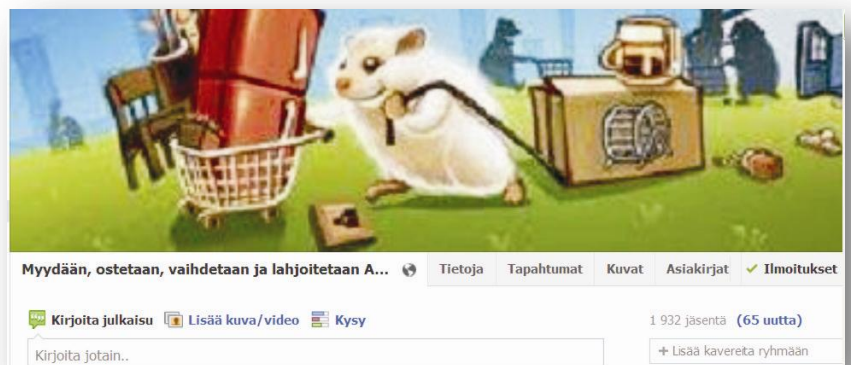 Myydään, ostetaan, vaihdetaan ja lahjoitetaan A... Tietoja Tapahtumat Kuvat Asiakirjat ✓ Ilmoitukset
Kirjoita julkaisu Lisää kuva/video Kysy 1 932 jäsentä (65 uutta)
Kirjoita jotain.. + Lisää kavereita ryhmään